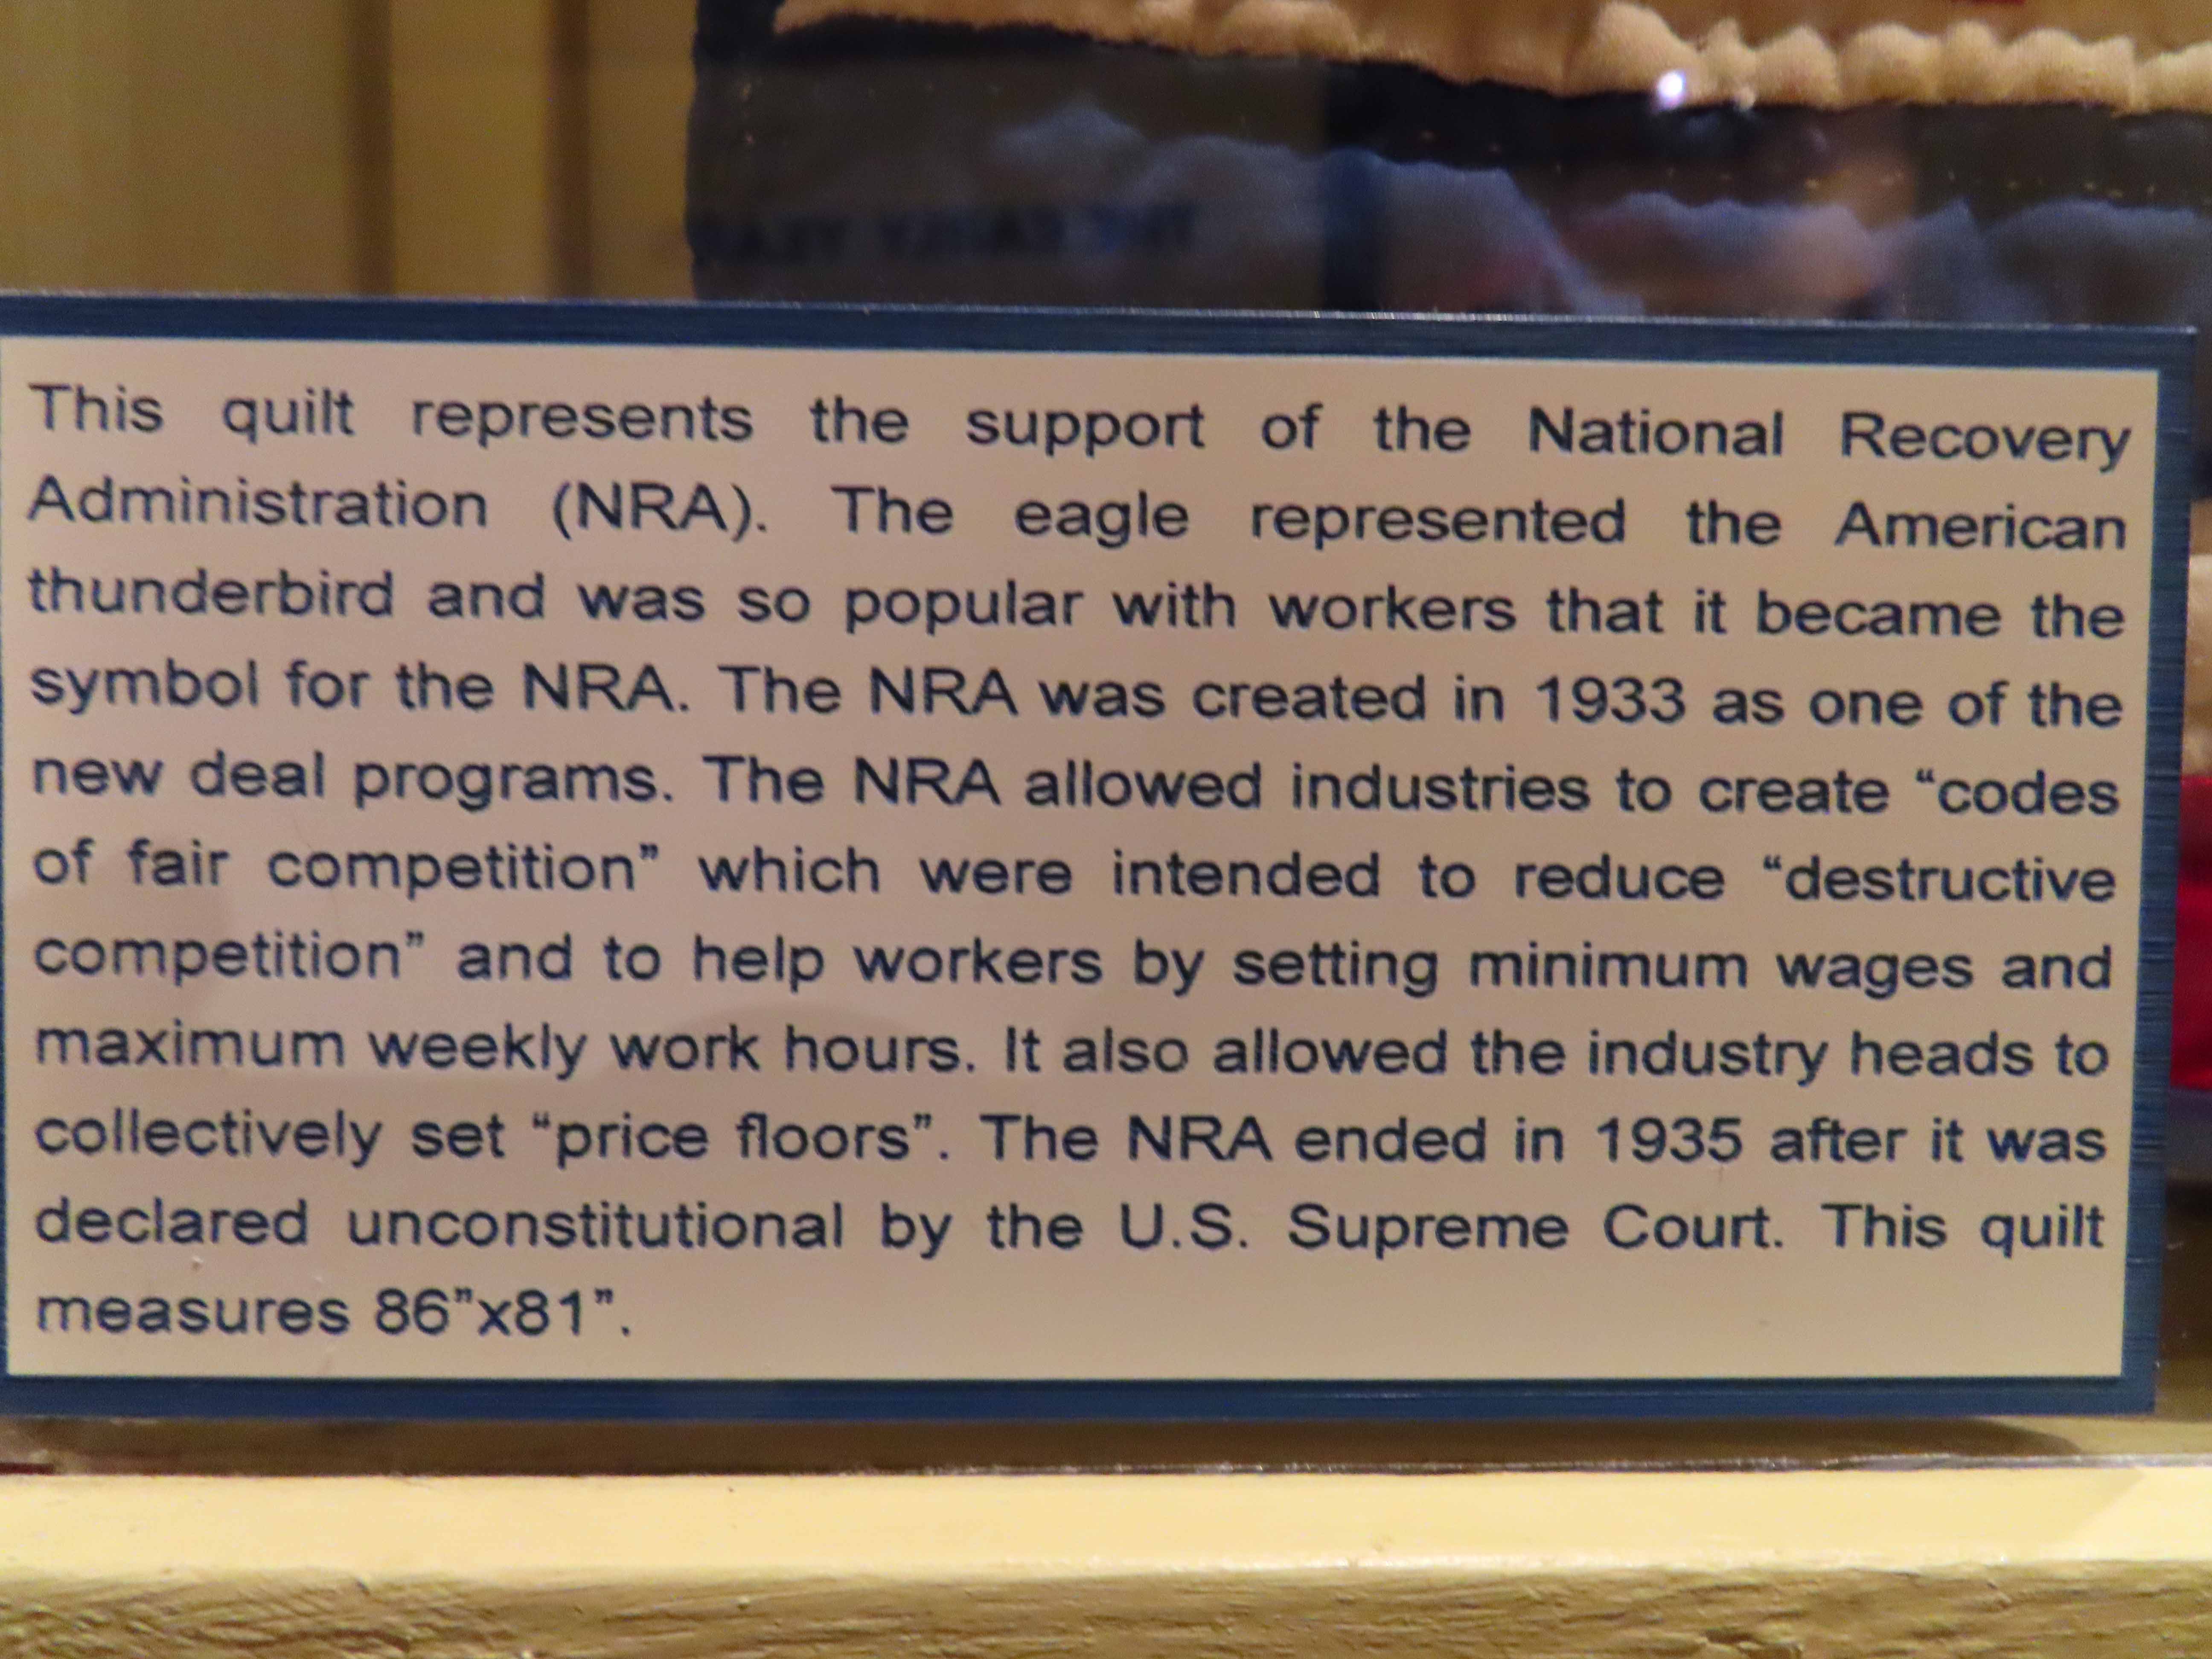 This quilt represents the support of the National Recovery
Administration (NRA). The eagle represented the American
thunderbird and was so popular with workers that it became the
symbol for the NRA. The NRA was created in 1933 as one of the
new deal programs. The NRA allowed industries to create “codes
of fair competition” which were intended to reduce “destructive
competition” and to help workers by setting minimum wages and
maximum weekly work hours. It also allowed the industry heads to
collectively set “price floors”. The NRA ended in 1935 after it was
declared unconstitutional by the U.S. Supreme Court. This quilt
measures 86”x81”.